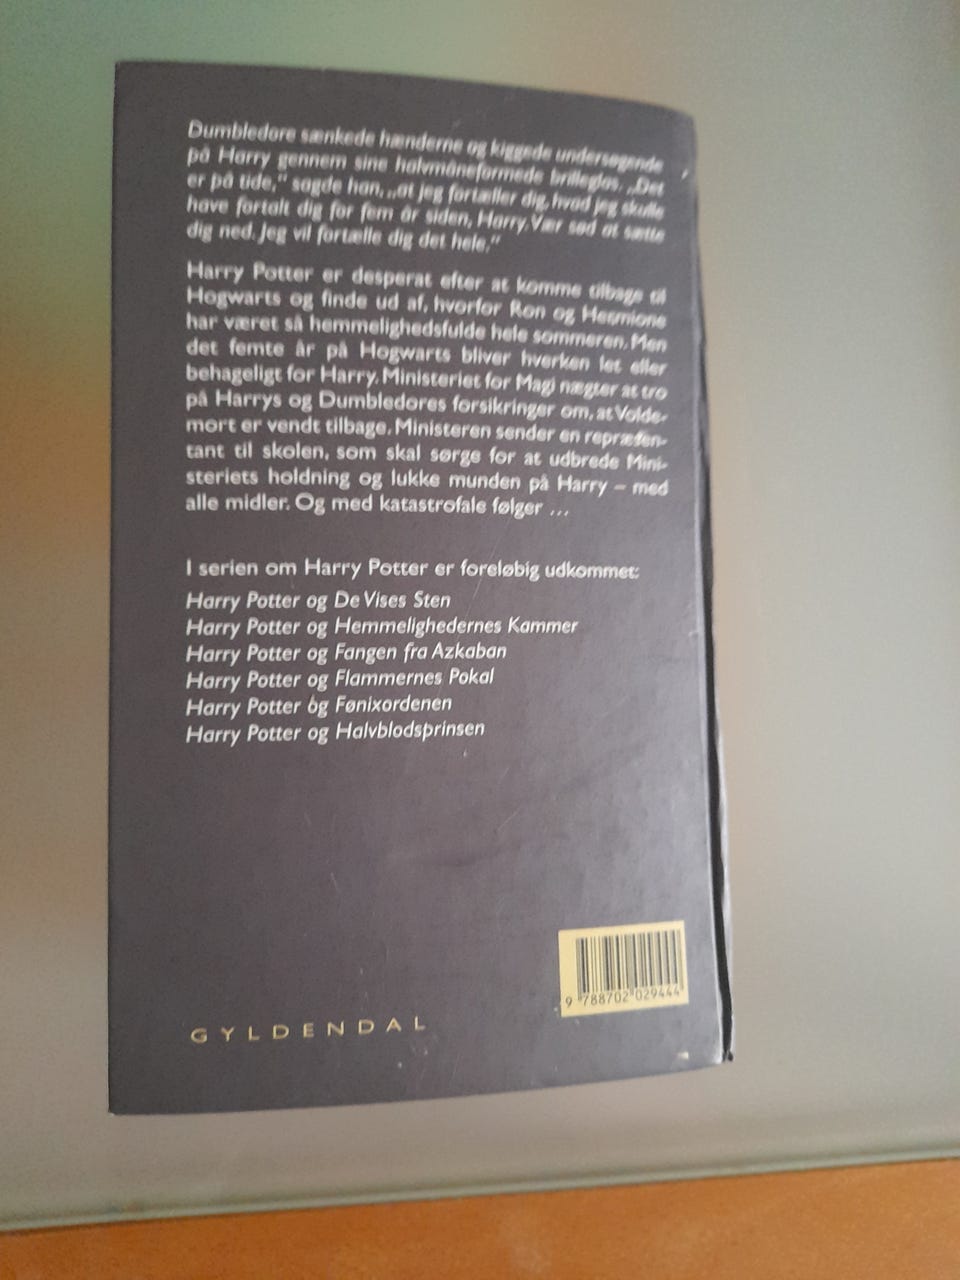 Dumbledore sænkede hænderne og kiggede undersøgende
på Harry gennem sine halvmåneformede brilleglas. „Det
er på tide,“ sagde han, „at jeg fortæller dig, hvad jeg skulle
have fortalt dig for fem år siden, Harry. Vær sød at sætte
dig ned. Jeg vil fortælle dig det hele.“
Harry Potter er desperat efter at komme tilbage til
Hogwarts og finde ud af, hvorfor Ron og Hermione
har været så hemmelighedsfulde hele sommeren. Men
det femte år på Hogwarts bliver hverken let eller
behageligt for Harry. Ministeriet for Magi nægter at tro
på Harrys og Dumbledores forsikringer om, at Volde-
mort er vendt tilbage. Ministeren sender en repræsen-
tant til skolen, som skal sørge for at udbrede Mini-
steriets holdning og lukke munden på Harry – med
alle midler. Og med katastrofale følger ...
I serien om Harry Potter er foreløbig udkommet:
Harry Potter og De Vises Sten
Harry Potter og Hemmelighedernes Kammer
Harry Potter og Fangen fra Azkaban
Harry Potter og Flammernes Pokal
Harry Potter og Fønixordenen
Harry Potter og Halvblodsprinsen
9 788702 029444
GYLDENDAL